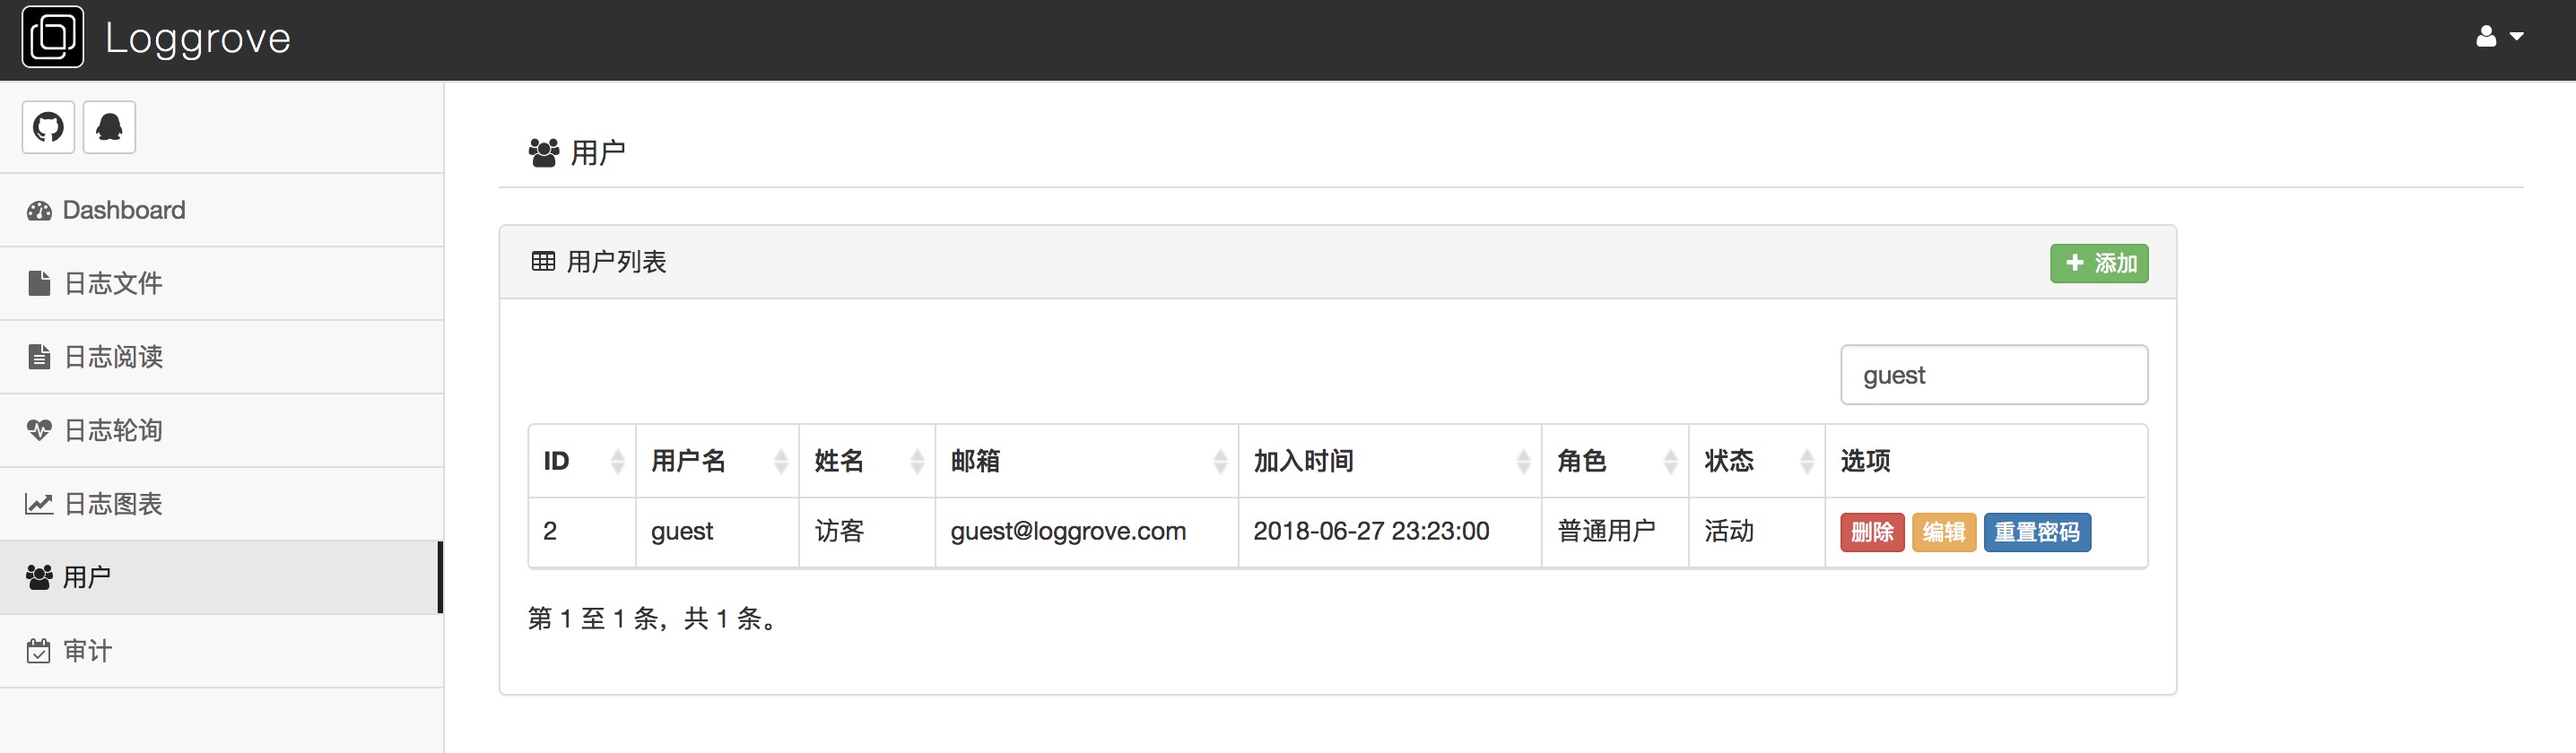 Loggrove
Dashboard
日志文件
日志阅读
日志轮询
日志图表
用户
审计
用户
用户列表
添加
guest
ID 用户名 姓名 邮箱 加入时间 角色 状态 选项
2 guest 访客 guest@loggrove.com 2018-06-27 23:23:00 普通用户 活动 删除 编辑 重置密码
第 1 至 1 条，共 1 条。